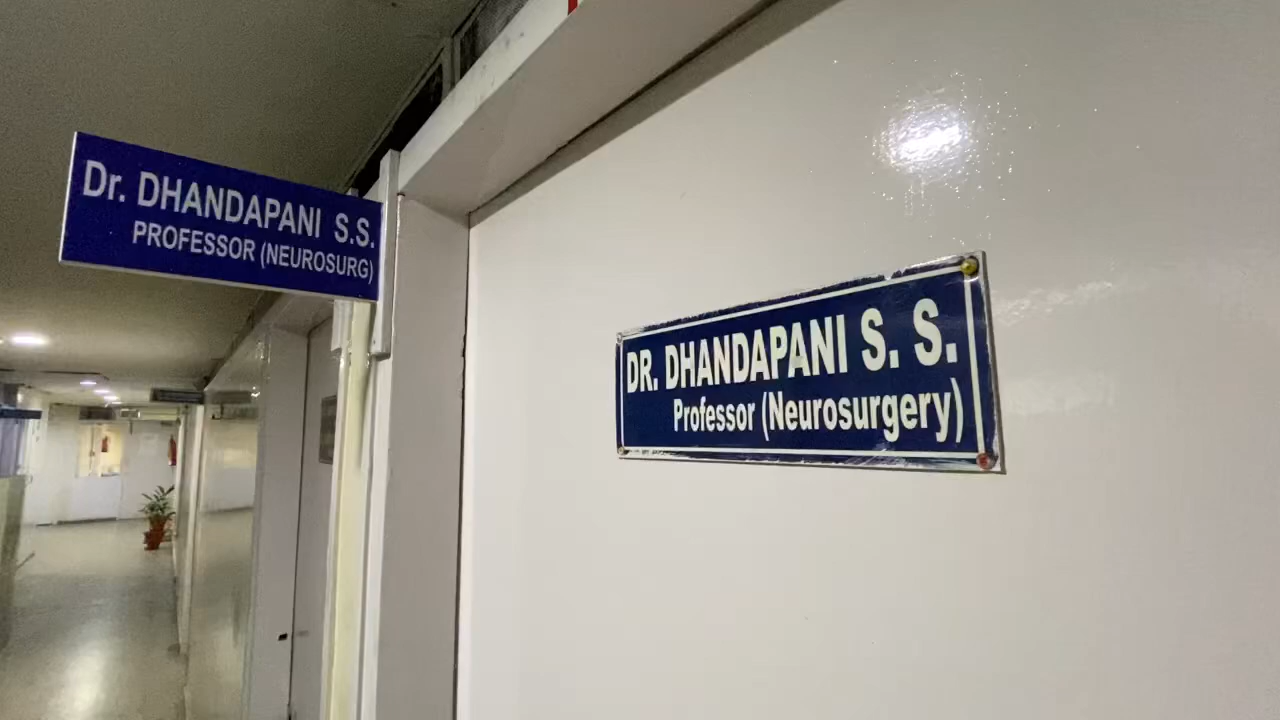 Dr. DHANDAPANI S.S.
PROFESSOR (NEUROSURG)
DR. DHANDAPANI S. S.
Professor (Neurosurgery)